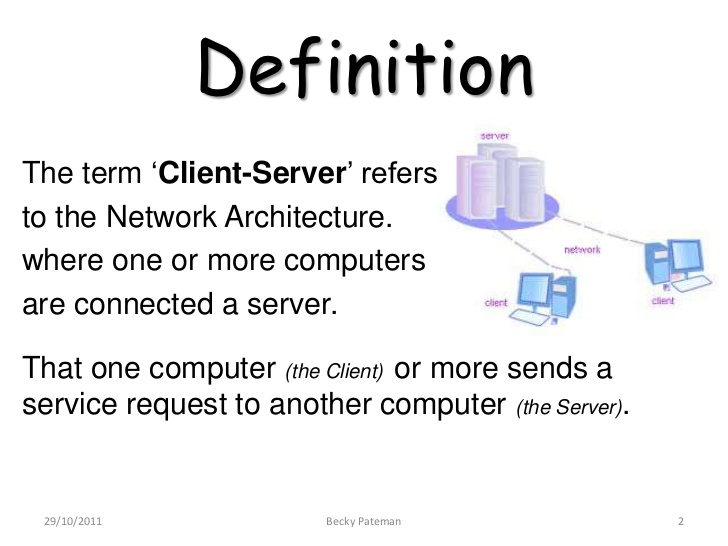 Definition
The term ‘Client-Server’ refers
to the Network Architecture.
where one or more computers
are connected a server.
server
network
client
client
That one computer (the Client) or more sends a
service request to another computer (the Server).
29/10/2011
Becky Pateman
2